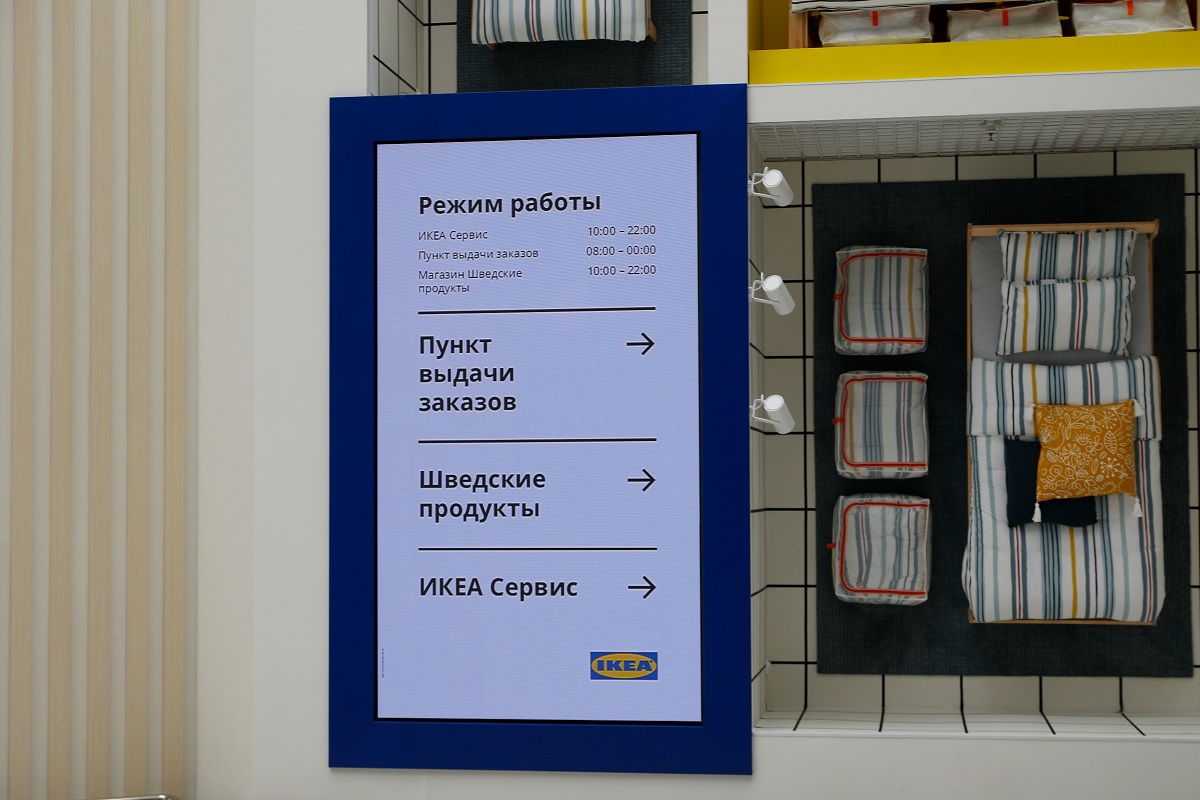 Режим работы
ИКЕА Сервис 10:00 – 22:00
Пункт выдачи заказов 08:00 – 00:00
Магазин Шведские 10:00 – 22:00
продукты
Пункт →
выдачи
заказов
Шведские →
продукты
ИКЕА Сервис →
IKEA